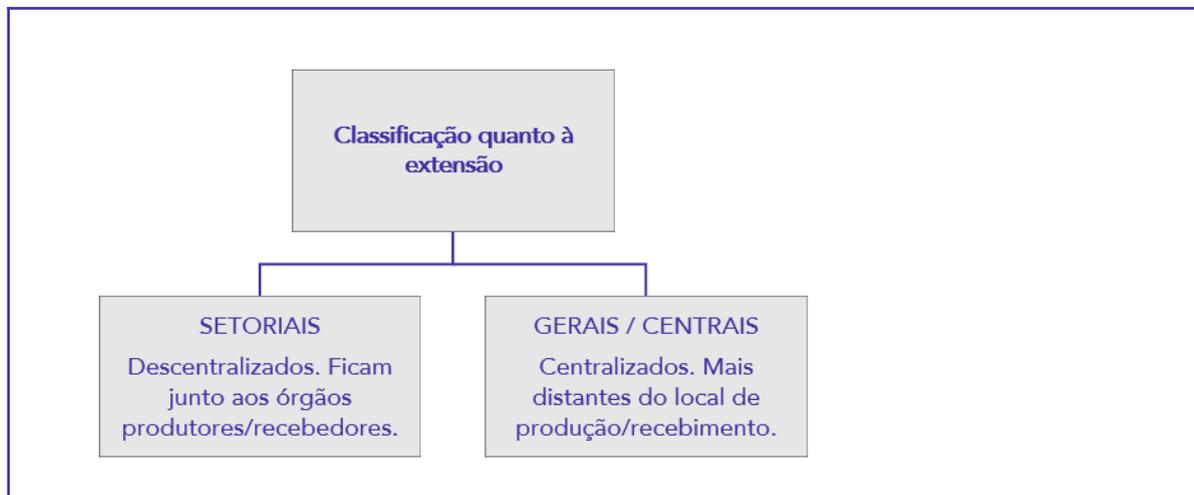 Classificação quanto à
extensão
SETORIAIS
Descentralizados. Ficam
junto aos órgãos
produtores/recebedores.
GERAIS / CENTRAIS
Centralizados. Mais
distantes do local de
produção/recebimento.